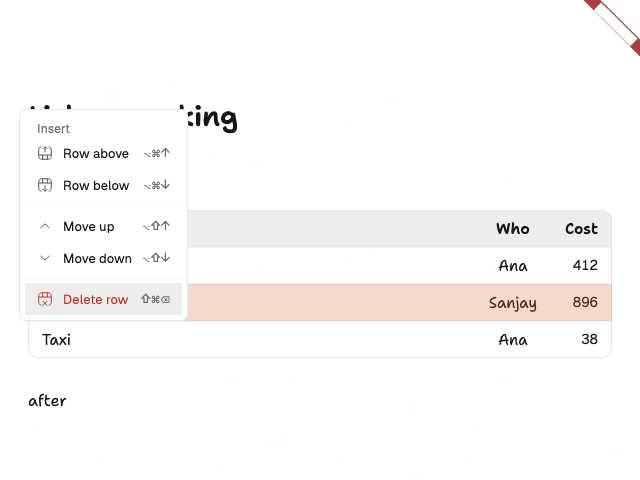 Insert
Row above ⌥⌘↑
Row below ⌥⌘↓
Move up ⌥⇧↑
Move down ⌥⇧↓
Delete row ⇧⌘⌫
Who Cost
Ana 412
Sanjay 896
Taxi Ana 38
after